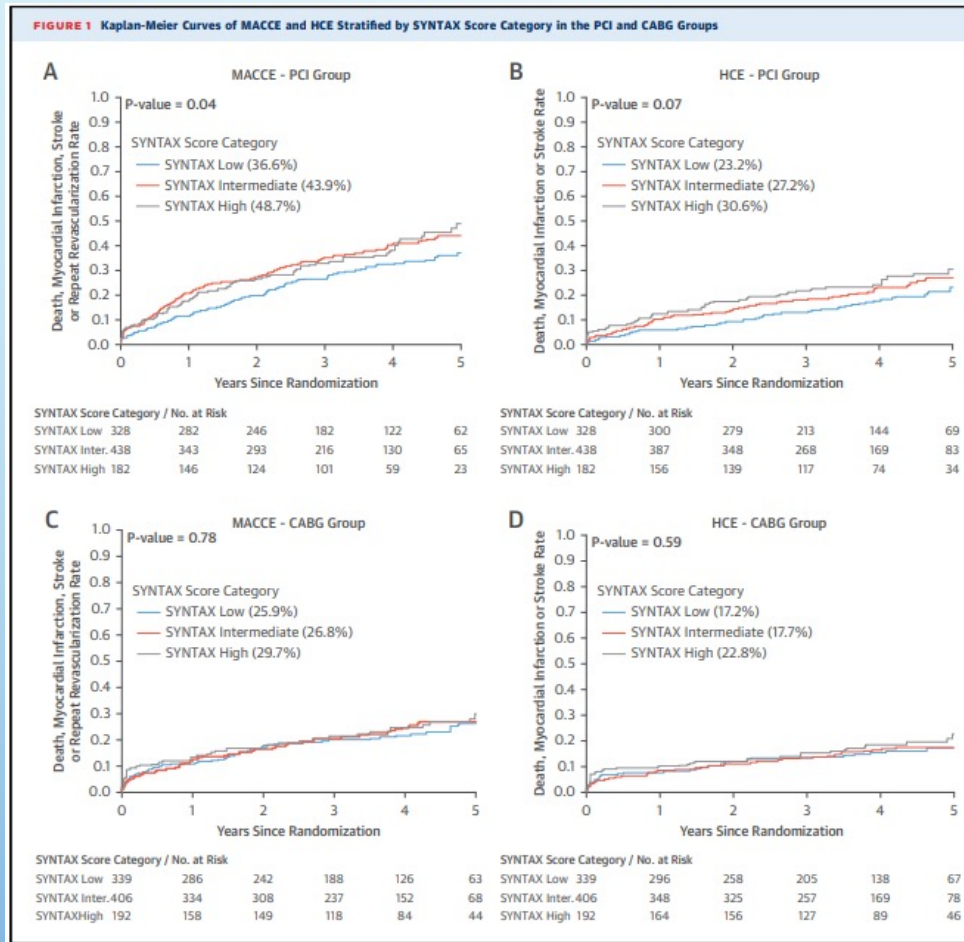 FIGURE 1 Kaplan-Meier Curves of MACCE and HCE Stratified by SYNTAX Score Category in the PCI and CABG Groups
A
MACCE - PCI Group
Death, Myocardial Infarction, Stroke
or Repeat Revascularization Rate
1.0
0.9
0.8
0.7
0.6
0.5
0.4
0.3
0.2
0.1
0.0
P-value = 0.04
SYNTAX Score Category
SYNTAX Low (36.6%)
SYNTAX Intermediate (43.9%)
SYNTAX High (48.7%)
0 1 2 3 4 5
Years Since Randomization
SYNTAX Score Category / No. at Risk
SYNTAX Low 328 282 246 182 122 62
SYNTAX Inter. 438 343 293 216 130 65
SYNTAX High 182 146 124 101 59 23
B
HCE - PCI Group
Death, Myocardial Infarction or Stroke Rate
1.0
0.9
0.8
0.7
0.6
0.5
0.4
0.3
0.2
0.1
0.0
P-value = 0.07
SYNTAX Score Category
SYNTAX Low (23.2%)
SYNTAX Intermediate (27.2%)
SYNTAX High (30.6%)
0 1 2 3 4 5
Years Since Randomization
SYNTAX Score Category / No. at Risk
SYNTAX Low 328 300 279 213 144 69
SYNTAX Inter. 438 387 348 268 169 83
SYNTAX High 182 156 139 117 74 34
C
MACCE - CABG Group
Death, Myocardial Infarction, Stroke
or Repeat Revascularization Rate
1.0
0.9
0.8
0.7
0.6
0.5
0.4
0.3
0.2
0.1
0.0
P-value = 0.78
SYNTAX Score Category
SYNTAX Low (25.9%)
SYNTAX Intermediate (26.8%)
SYNTAX High (29.7%)
0 1 2 3 4 5
Years Since Randomization
SYNTAX Score Category / No. at Risk
SYNTAX Low 339 286 242 188 126 63
SYNTAX Inter. 406 334 308 237 152 68
SYNTAXHigh 192 158 149 118 84 44
D
HCE - CABG Group
Death, Myocardial Infarction or Stroke Rate
1.0
0.9
0.8
0.7
0.6
0.5
0.4
0.3
0.2
0.1
0.0
P-value = 0.59
SYNTAX Score Category
SYNTAX Low (17.2%)
SYNTAX Intermediate (17.7%)
SYNTAX High (22.8%)
0 1 2 3 4 5
Years Since Randomization
SYNTAX Score Category / No. at Risk
SYNTAX Low 339 296 258 205 138 67
SYNTAX Inter. 406 348 325 257 169 78
SYNTAX High 192 164 156 127 89 46